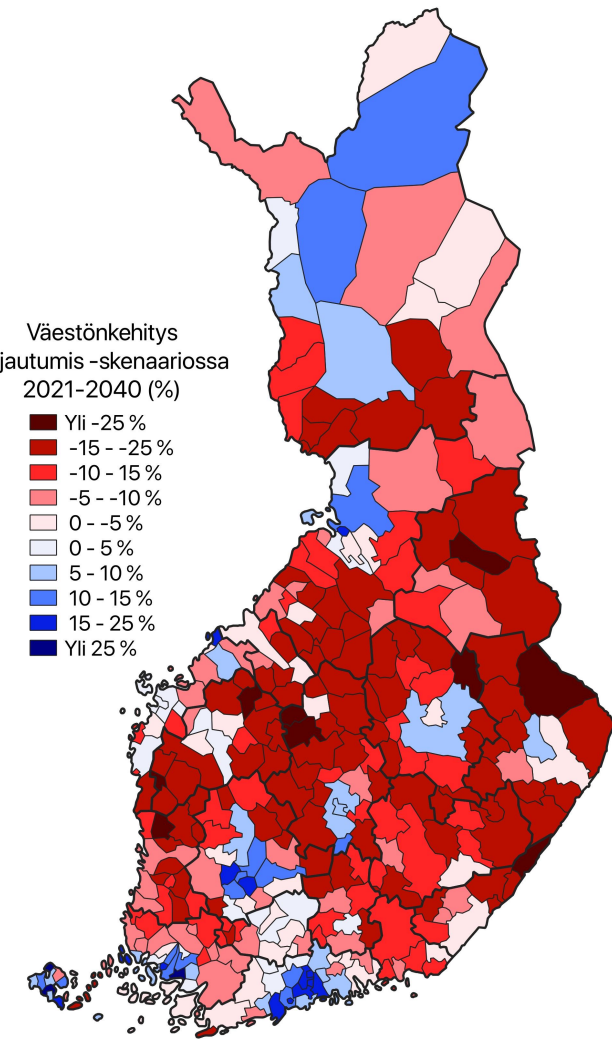 Väestönkehitys
jautumis -skenaariossa
2021-2040 (%)
Yli -25 %
-15 - -25 %
-10 - 15 %
-5 - -10 %
0 - -5 %
0 - 5 %
5 - 10 %
10 - 15 %
15 - 25 %
Yli 25 %